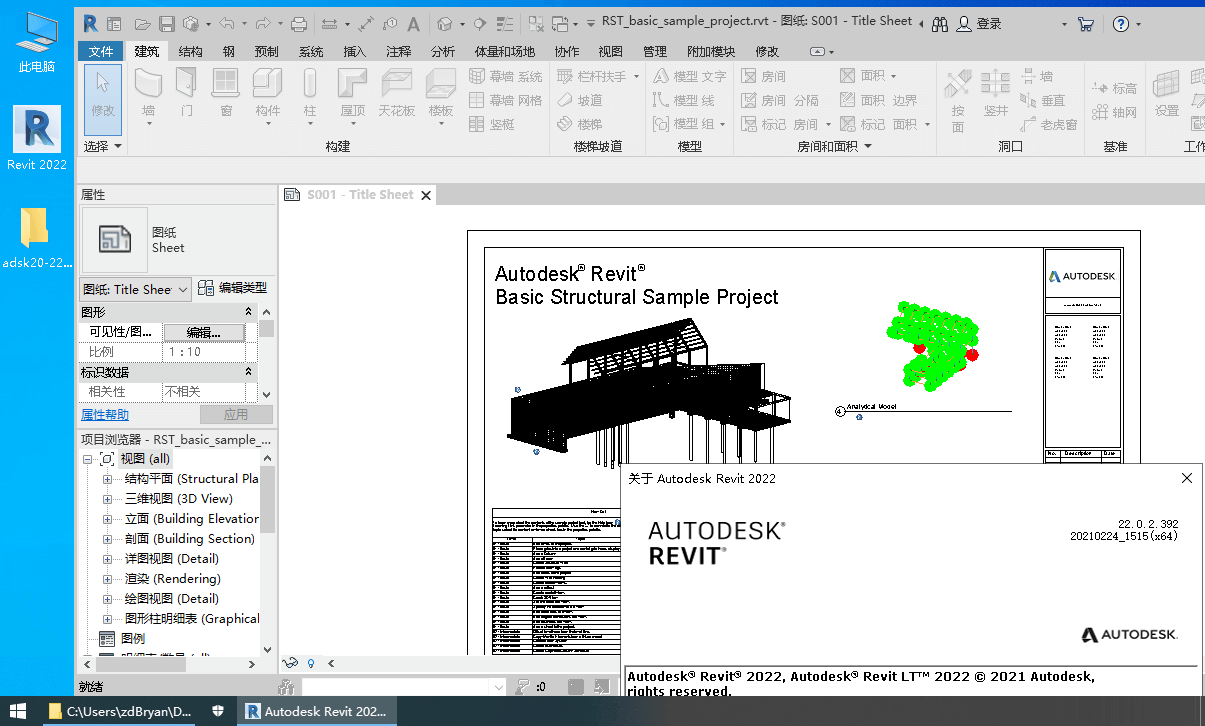 此电脑
Revit 2022
adsk20-22...
RST_basic_sample_project.rvt - 图纸: S001 - Title Sheet
登录
文件 建筑 结构 钢 预制 系统 插入 注释 分析 体量和场地 协作 视图 管理 附加模块 修改
修改
墙
门
窗
构件
柱
屋顶
天花板
楼板
幕墙 系统
幕墙 网格
竖梃
栏杆扶手
坡道
楼梯
模型 文字
模型 线
模型 组
房间
房间 分隔
标记 房间
面积
面积 边界
标记 面积
按
面
竖井
墙
垂直
老虎窗
标高
轴网
设置
选择 构建 楼梯坡道 模型 房间和面积 洞口 基准 工作
属性
图纸
Sheet
图纸: Title Shee
编辑类型
图形
可见性/图...
编辑...
比例
1 : 10
标识数据
相关性
不相关
属性帮助
应用
项目浏览器 - RST_basic_sample_...
视图 (all)
结构平面 (Structural Pla
三维视图 (3D View)
立面 (Building Elevation
剖面 (Building Section)
详图视图 (Detail)
渲染 (Rendering)
绘图视图 (Detail)
图形柱明细表 (Graphical
图例
S001 - Title Sheet
Autodesk® Revit®
Basic Structural Sample Project
AUTODESK
4
Analytical Model
No. Description Date
关于 Autodesk Revit 2022
AUTODESK®
REVIT®
22.0.2.392
20210224_1515(x64)
AUTODESK.
Autodesk® Revit® 2022, Autodesk® Revit LT™ 2022 © 2021 Autodesk,
rights reserved.
就绪
:0
C:\Users\zdBryan\D...
Autodesk Revit 202...